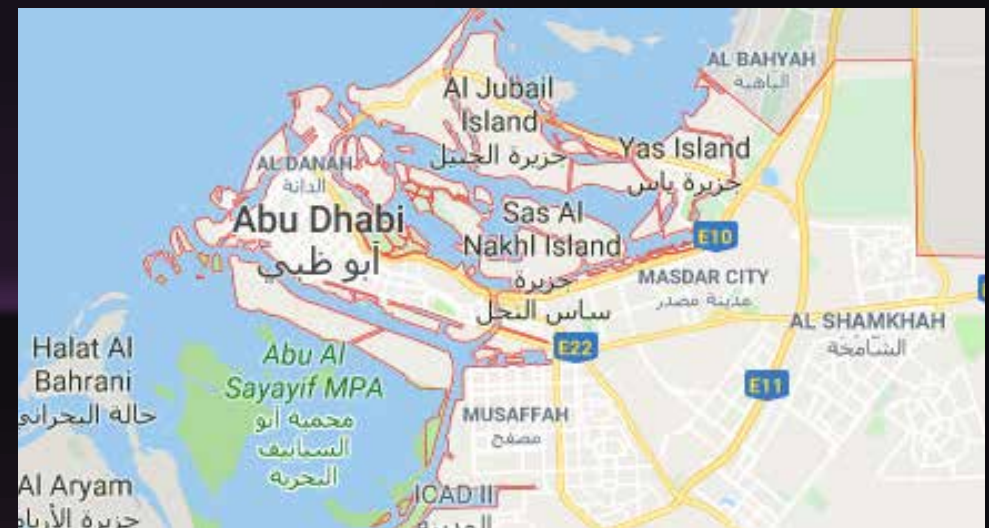 AL BAHYAH
الباهية
Al Jubail
Island
جزيرة الجبيل
Yas Island
جزيرة ياس
AL DANAH
الدانة
Abu Dhabi
أبو ظبي
Sas Al
Nakhl Island
جزيرة
ساس النخل
E10
MASDAR CITY
مدينة مصدر
AL SHAMKHAH
الشامخة
E22
E11
Halat Al
Bahrani
حالة البحراني
Abu Al
Sayayif MPA
محمية أبو
السياييف
البحرية
MUSAFFAH
مصفح
Al Aryam
ICAD II